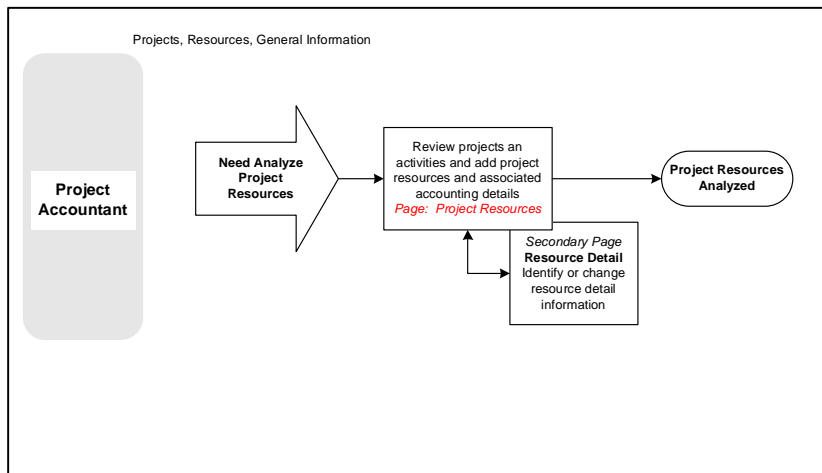 Projects, Resources, General Information
Project
Accountant
Need Analyze
Project
Resources
Review projects an
activities and add project
resources and associated
accounting details
Page:  Project Resources
Project Resources
Analyzed
Secondary Page
Resource Detail
Identify or change
resource detail
information